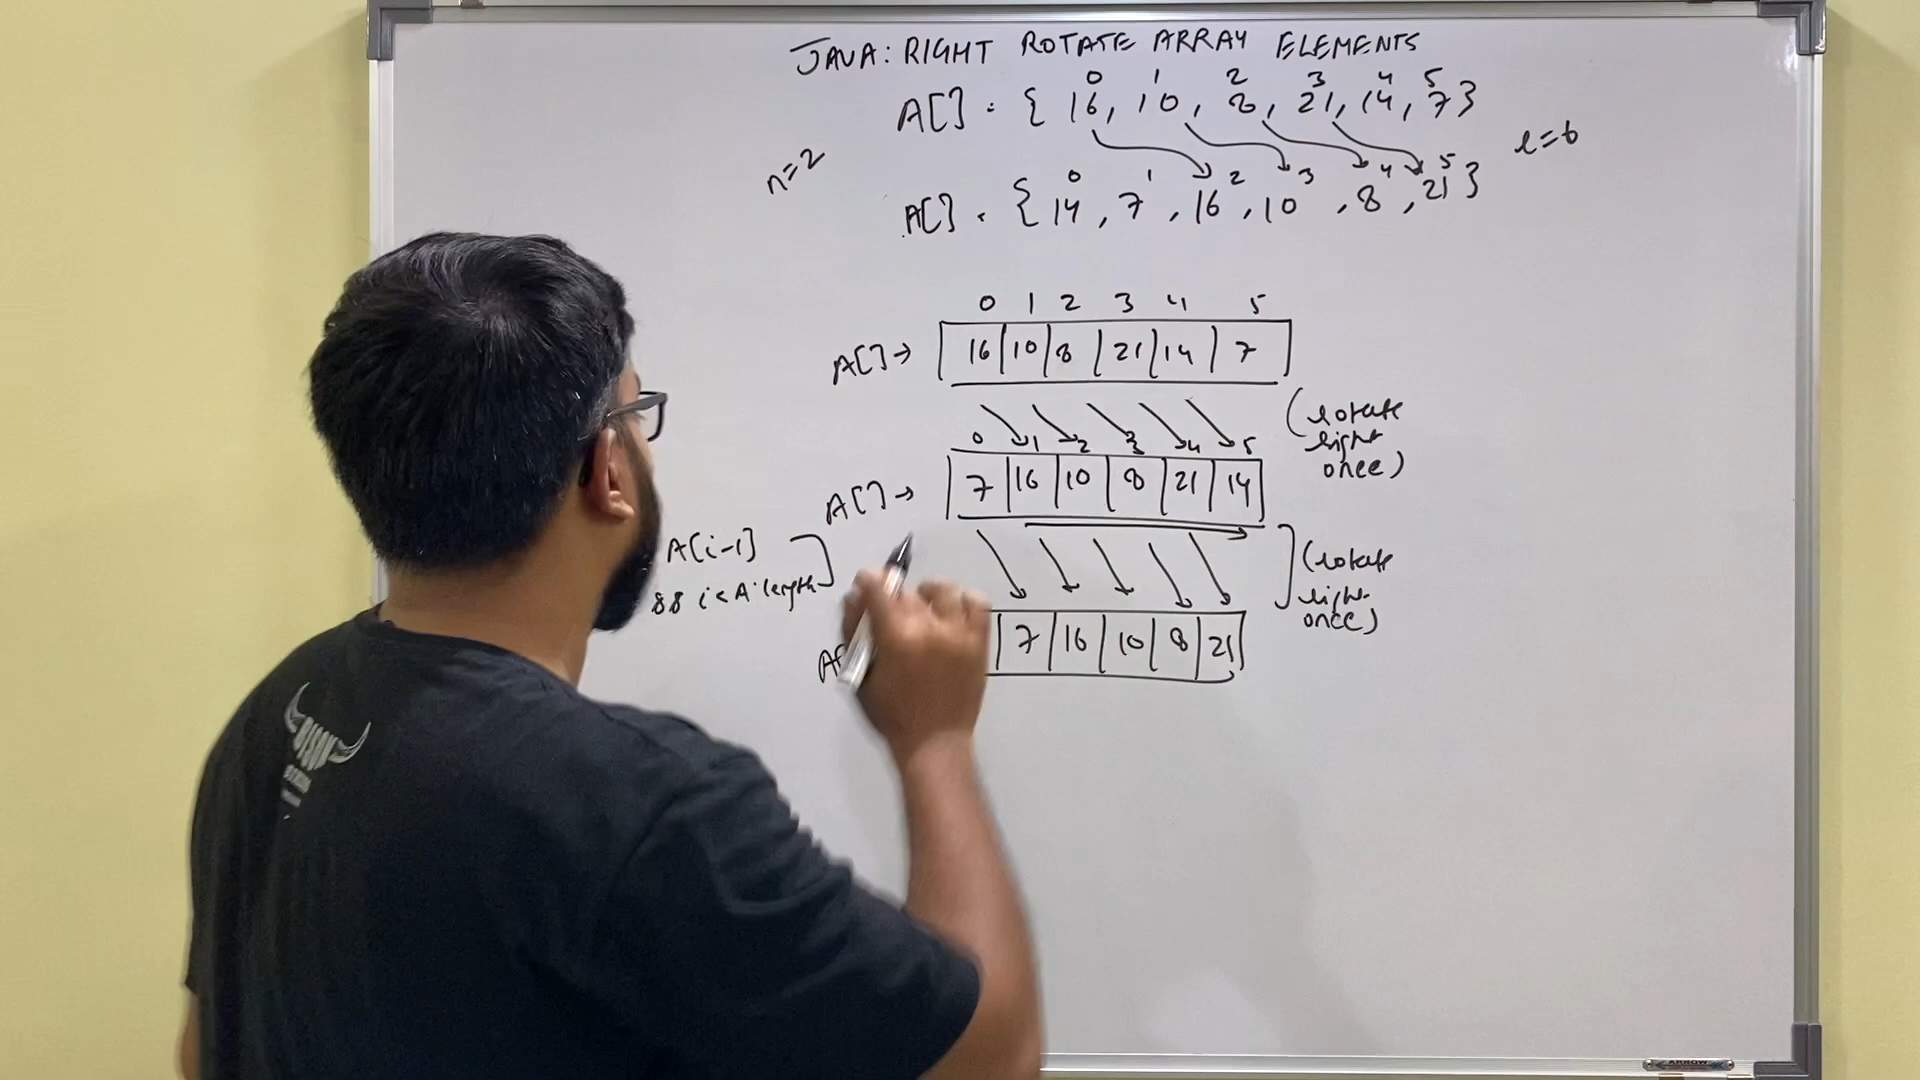 JAVA: RIGHT ROTATE ARRAY ELEMENTS
0 1 2 3 4 5
A[] = { 16, 10, 8, 21, 14, 7 }
n=2
l=6
0 1 2 3 4 5
A[] = { 14, 7, 16, 10, 8, 21 }
0 1 2 3 4 5
A[] → 16 10 8 21 14 7
(rotate
right
once)
0 1 2 3 4 5
A[] → 7 16 10 8 21 14
A[i-1]
&& i < A.length
(rotate
right
once)
7 16 10 8 21
ARROW